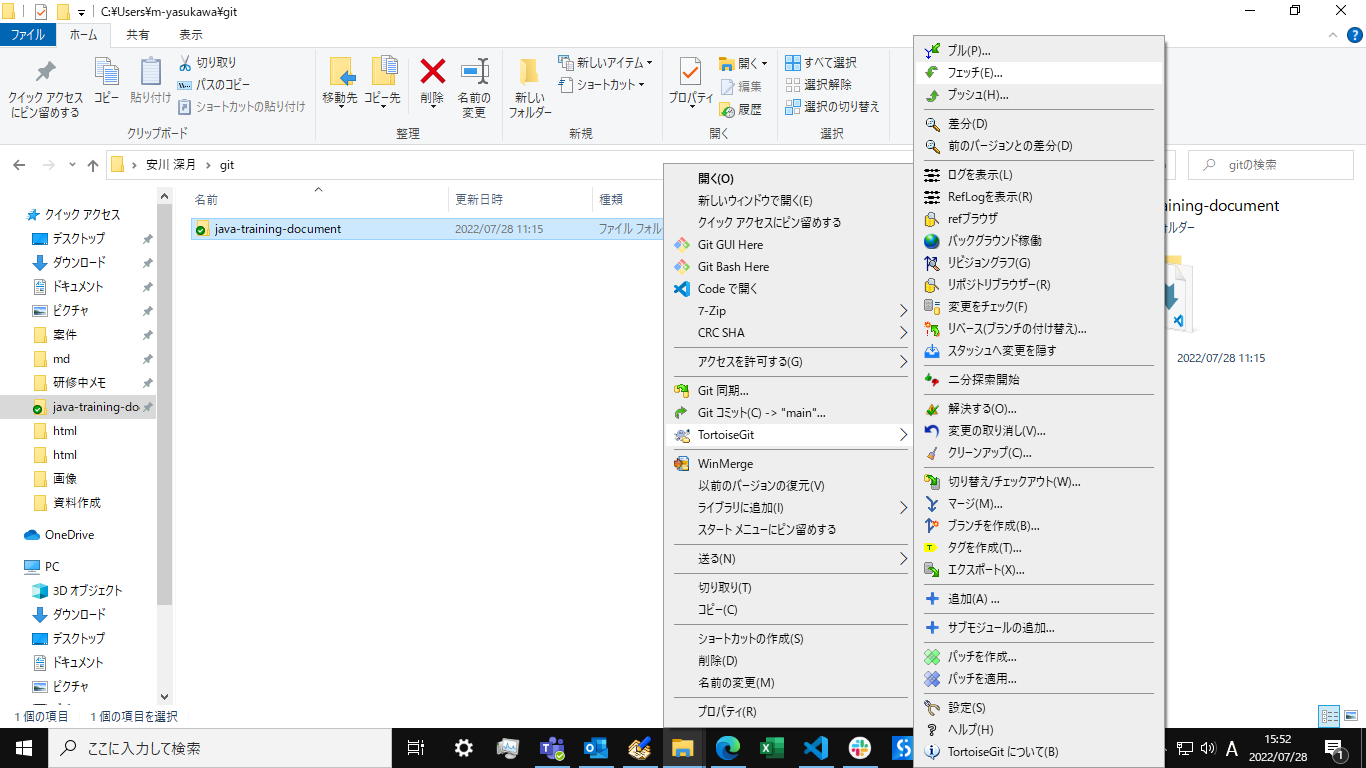 C:¥Users¥m-yasukawa¥git
ファイル ホーム 共有 表示
クイック アクセス
にピン留めする
コピー
貼り付け
切り取り
パスのコピー
ショートカットの貼り付け
クリップボード
移動先
コピー先
削除
名前の
変更
整理
新しい
フォルダー
新しいアイテム
ショートカット
新規
プロパティ
開く
編集
履歴
開く
すべて選択
選択解除
選択の切り替え
選択
安川 深月 › git
gitの検索
クイック アクセス
デスクトップ
ダウンロード
ドキュメント
ピクチャ
案件
md
研修中メモ
java-training-do
html
html
画像
資料作成
OneDrive
PC
3D オブジェクト
ダウンロード
デスクトップ
ドキュメント
ピクチャ
名前 更新日時 種類
java-training-document 2022/07/28 11:15 ファイル フォル
開く(O)
新しいウィンドウで開く(E)
クイック アクセスにピン留めする
Git GUI Here
Git Bash Here
Code で開く
7-Zip
CRC SHA
アクセスを許可する(G)
Git 同期...
Git コミット(C) -> "main"...
TortoiseGit
WinMerge
以前のバージョンの復元(V)
ライブラリに追加(I)
スタート メニューにピン留めする
送る(N)
切り取り(T)
コピー(C)
ショートカットの作成(S)
削除(D)
名前の変更(M)
プロパティ(R)
プル(P)...
フェッチ(E)...
プッシュ(H)...
差分(D)
前のバージョンとの差分(D)
ログを表示(L)
RefLogを表示(R)
refブラウザ
バックグラウンド稼働
リビジョングラフ(G)
リポジトリブラウザー(R)
変更をチェック(F)
リベース(ブランチの付け替え)...
スタッシュへ変更を隠す
二分探索開始
解決する(O)...
変更の取り消し(V)...
クリーンアップ(C)...
切り替え/チェックアウト(W)...
マージ(M)...
ブランチを作成(B)...
タグを作成(T)...
エクスポート(X)...
追加(A) ...
サブモジュールの追加...
パッチを作成...
パッチを適用...
設定(S)
ヘルプ(H)
TortoiseGit について(B)
ining-document
ォルダー
2022/07/28 11:15
1 個の項目 1 個の項目を選択
ここに入力して検索
A
15:52
2022/07/28
1